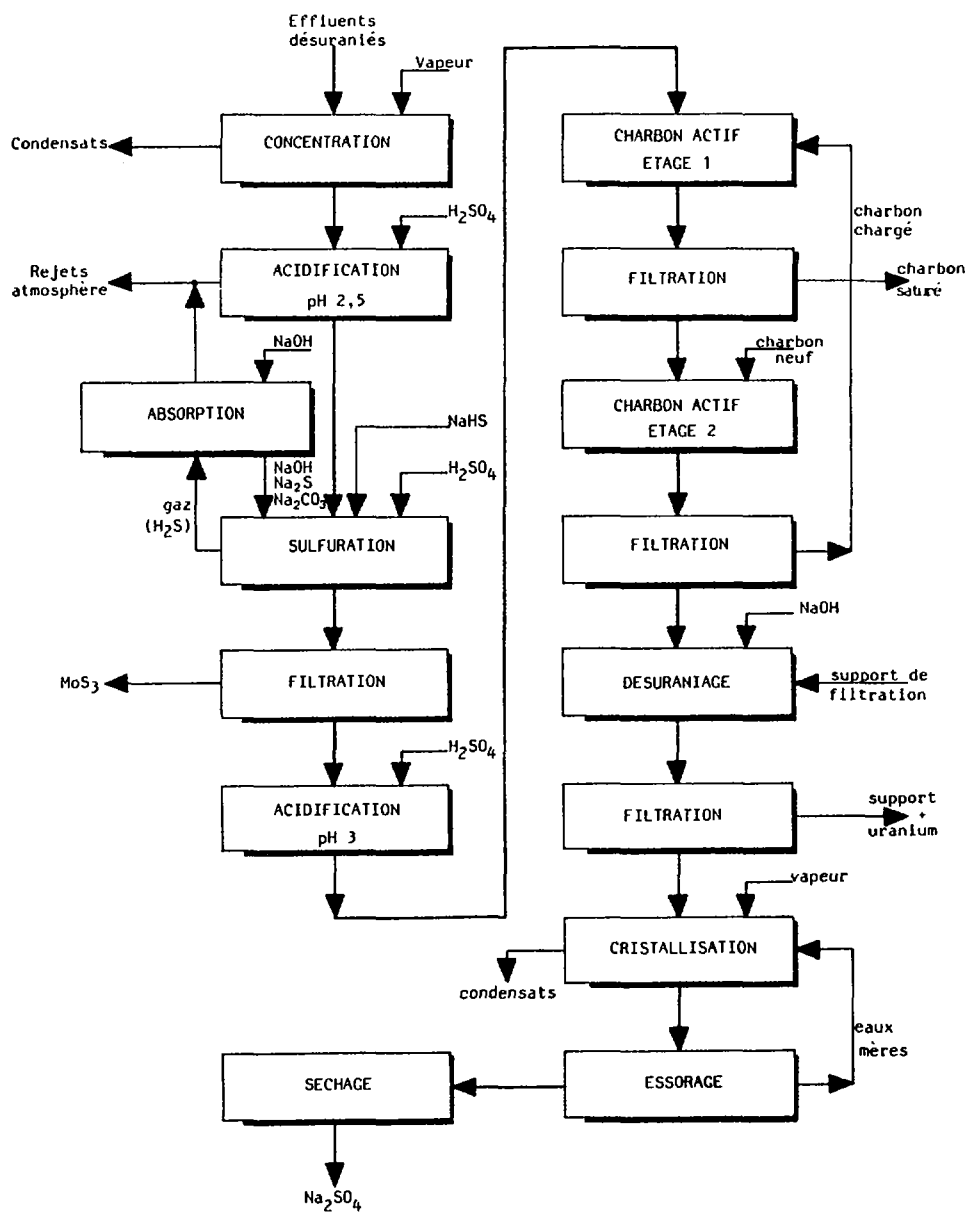 Effluents
désuraniés
Vapeur
CONCENTRATION
Condensats
H2SO4
ACIDIFICATION
pH 2,5
Rejets
atmosphère
NaOH
ABSORPTION
NaOH
Na2S
Na2CO3
NaHS
H2SO4
gaz
(H2S)
SULFURATION
FILTRATION
MoS3
H2SO4
ACIDIFICATION
pH 3
CHARBON ACTIF
ETAGE 1
charbon
chargé
FILTRATION
charbon
saturé
charbon
neuf
CHARBON ACTIF
ETAGE 2
FILTRATION
NaOH
DESURANIAGE
support de
filtration
FILTRATION
support
+
uranium
vapeur
CRISTALLISATION
condensats
eaux
mères
ESSORAGE
SECHAGE
Na2SO4